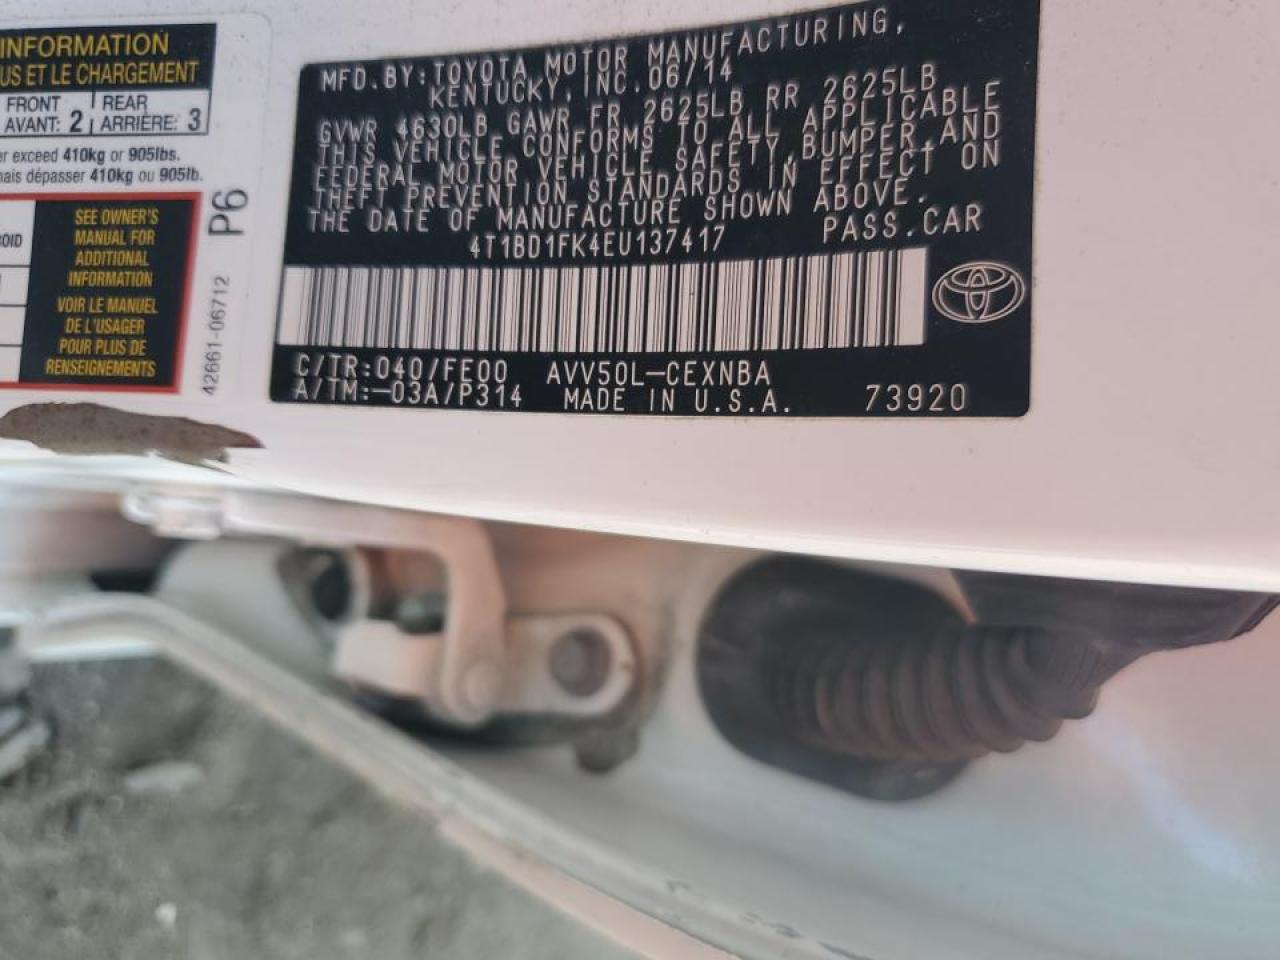 INFORMATION
US ET LE CHARGEMENT
FRONT REAR
AVANT: 2 ARRIÈRE: 3
exceed 410kg or 905lbs.
dépasser 410kg ou 905lb.
SEE OWNER'S
MANUAL FOR
ADDITIONAL
INFORMATION
VOIR LE MANUEL
DE L'USAGER
POUR PLUS DE
RENSEIGNEMENTS
42661-06712 P6
MFD.BY:TOYOTA MOTOR MANUFACTURING,
KENTUCKY, INC.06/14
GVWR 4630LB GAWR FR 2625LB RR 2625LB
THIS VEHICLE CONFORMS TO ALL APPLICABLE
FEDERAL MOTOR VEHICLE SAFETY,BUMPER,AND
THEFT PREVENTION STANDARDS IN EFFECT ON
THE DATE OF MANUFACTURE SHOWN ABOVE.
4T1BD1FK4EU137417 PASS.CAR
C/TR:040/FE00 AVV50L-CEXNBA
A/TM:-03A/P314 MADE IN U.S.A. 73920